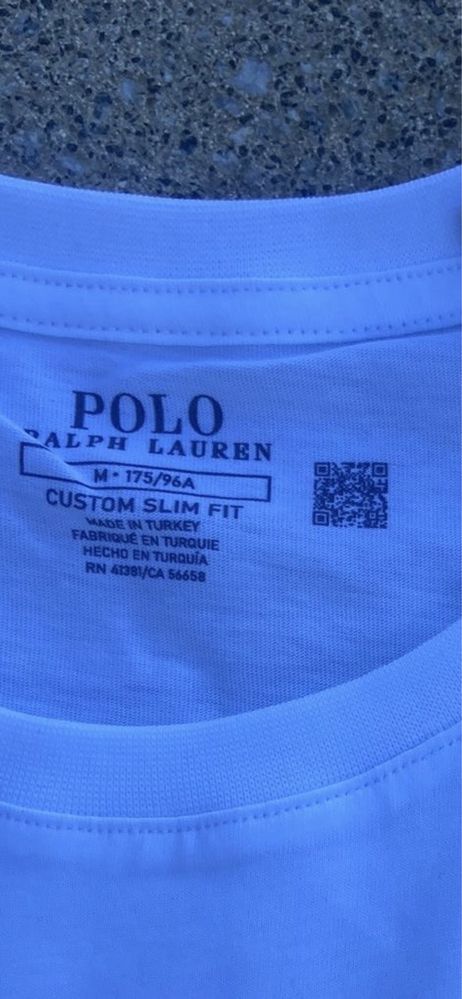 POLO
RALPH LAUREN
M • 175/96A
CUSTOM SLIM FIT
MADE IN TURKEY
FABRIQUÉ EN TURQUIE
HECHO EN TURQUÍA
RN 41381/CA 56658